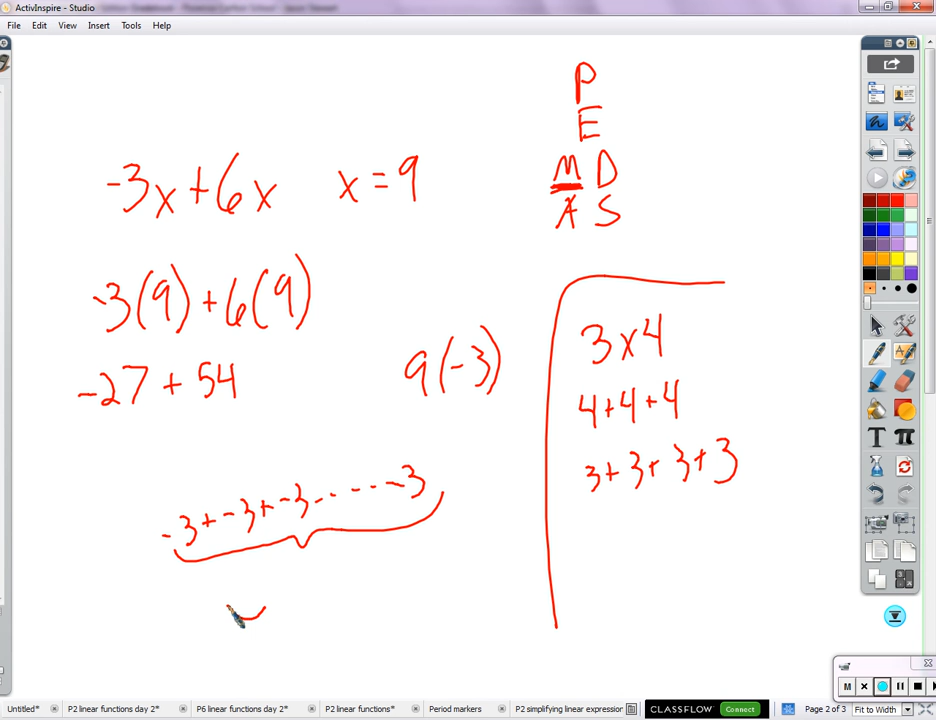 ActivInspire - Studio
File Edit View Insert Tools Help
P
E
M D
A S
-3x+6x x=9
-3(9)+6(9)
-27+54 9(-3)
3x4
4+4+4
3+3+3+3
-3+-3+-3-----3
M
Untitled* P2 linear functions day 2* P6 linear functions day 2* P2 linear functions* Period markers P2 simplifying linear expression CLASSFLOW Connect Page 2 of 3 Fit to Width